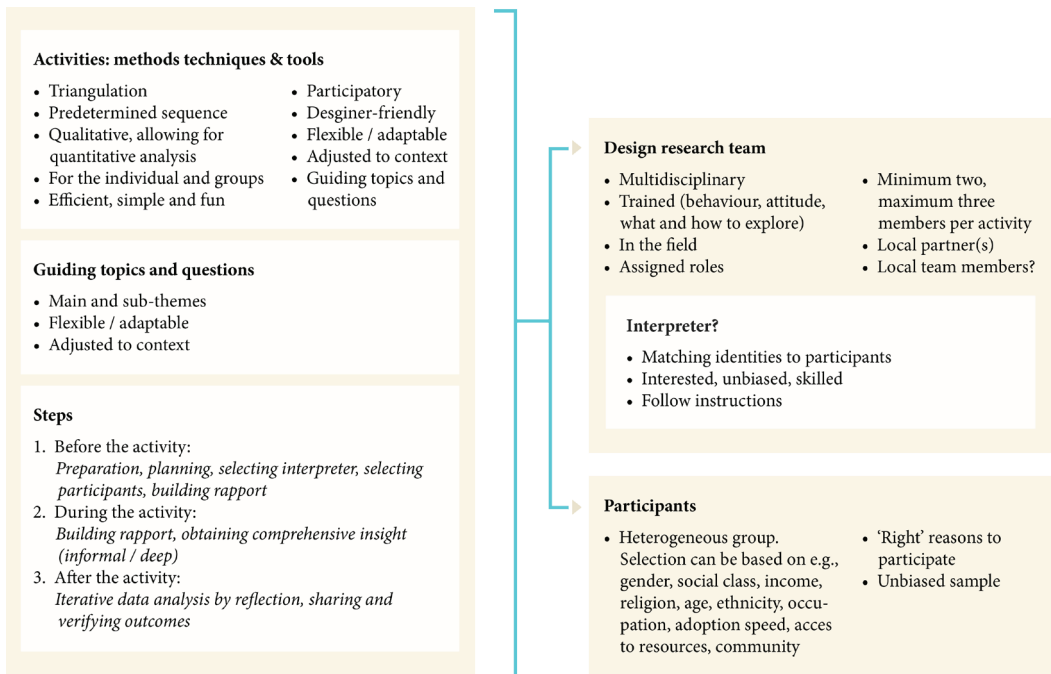 Activities: methods techniques & tools
• Triangulation
• Predetermined sequence
• Qualitative, allowing for
quantitative analysis
• For the individual and groups
• Efficient, simple and fun
• Participatory
• Desginer-friendly
• Flexible / adaptable
• Adjusted to context
• Guiding topics and
questions
Guiding topics and questions
• Main and sub-themes
• Flexible / adaptable
• Adjusted to context
Steps
1. Before the activity:
Preparation, planning, selecting interpreter, selecting
participants, building rapport
2. During the activity:
Building rapport, obtaining comprehensive insight
(informal / deep)
3. After the activity:
Iterative data analysis by reflection, sharing and
verifying outcomes
Design research team
• Multidisciplinary
• Trained (behaviour, attitude,
what and how to explore)
• In the field
• Assigned roles
• Minimum two,
maximum three
members per activity
• Local partner(s)
• Local team members?
Interpreter?
• Matching identities to participants
• Interested, unbiased, skilled
• Follow instructions
Participants
• Heterogeneous group.
Selection can be based on e.g.,
gender, social class, income,
religion, age, ethnicity, occu-
pation, adoption speed, acces
to resources, community
• ‘Right’ reasons to
participate
• Unbiased sample